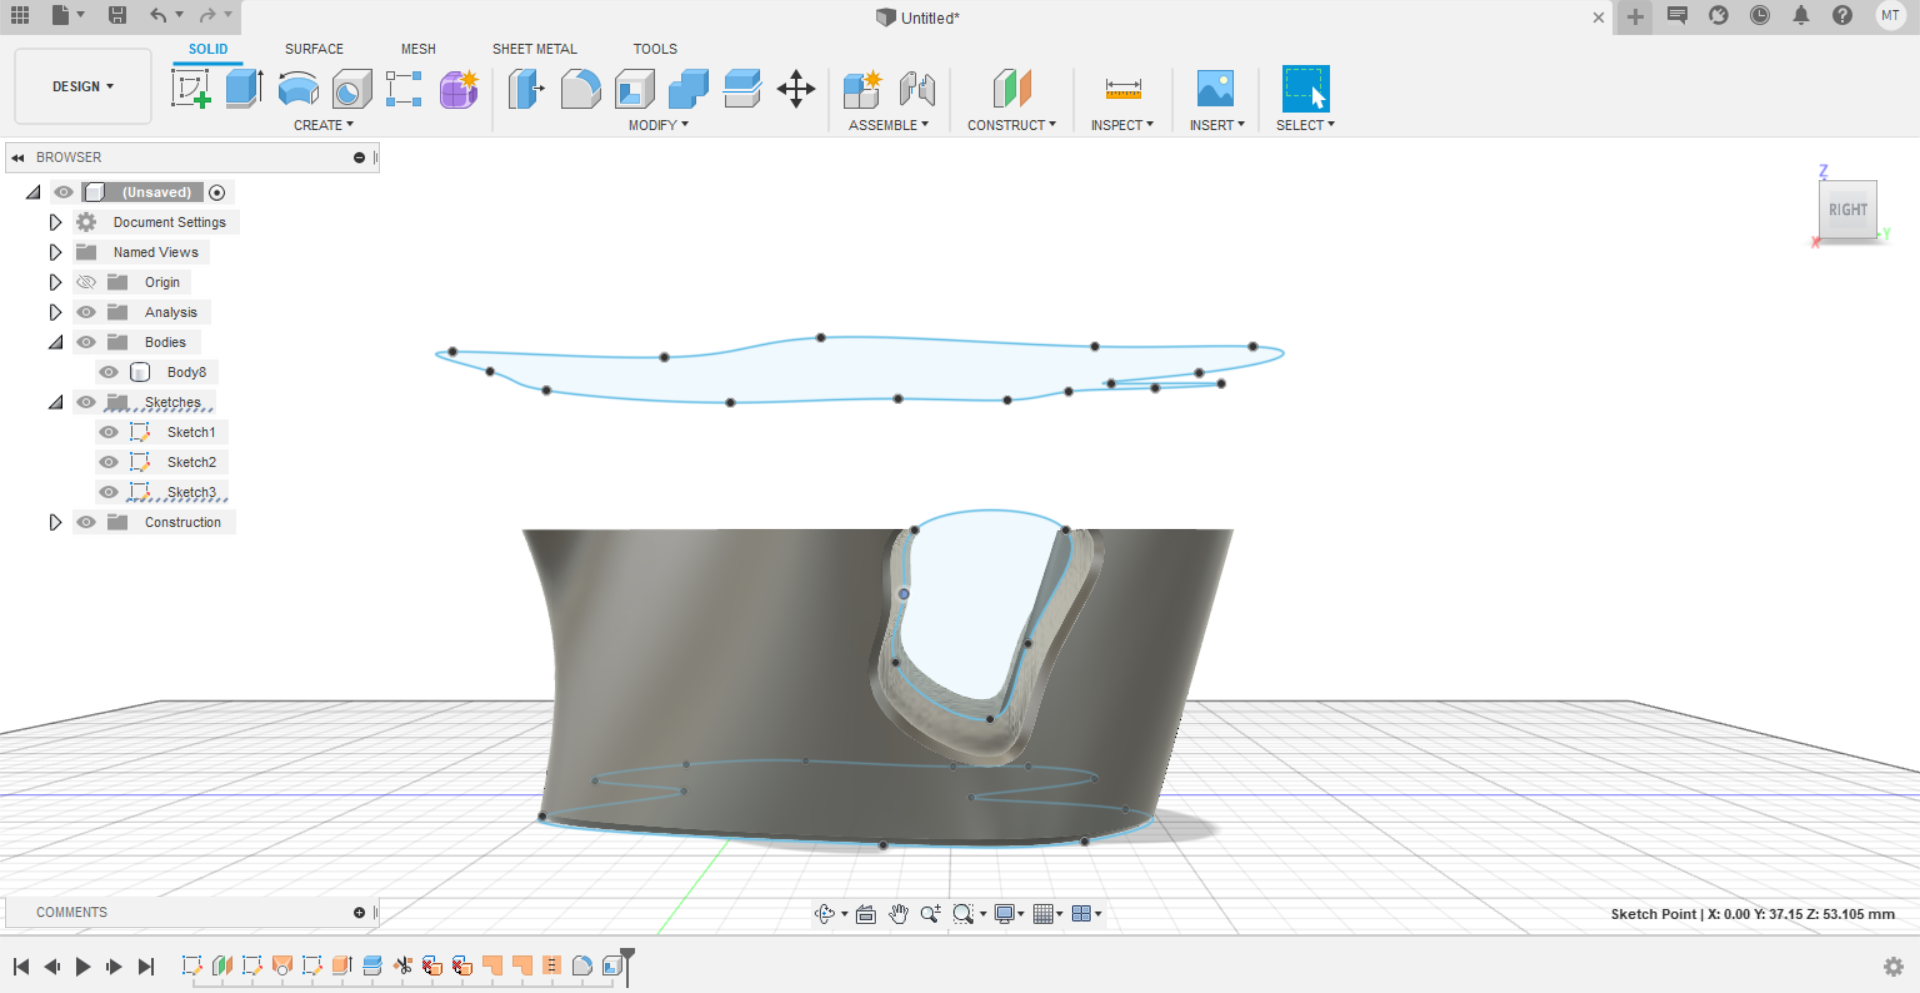 Untitled*
MT
SOLID SURFACE MESH SHEET METAL TOOLS
DESIGN
CREATE MODIFY ASSEMBLE CONSTRUCT INSPECT INSERT SELECT
BROWSER
(Unsaved)
Document Settings
Named Views
Origin
Analysis
Bodies
Body8
Sketches
Sketch1
Sketch2
Sketch3
Construction
Z
RIGHT
X
Y
COMMENTS
Sketch Point | X: 0.00 Y: 37.15 Z: 53.105 mm